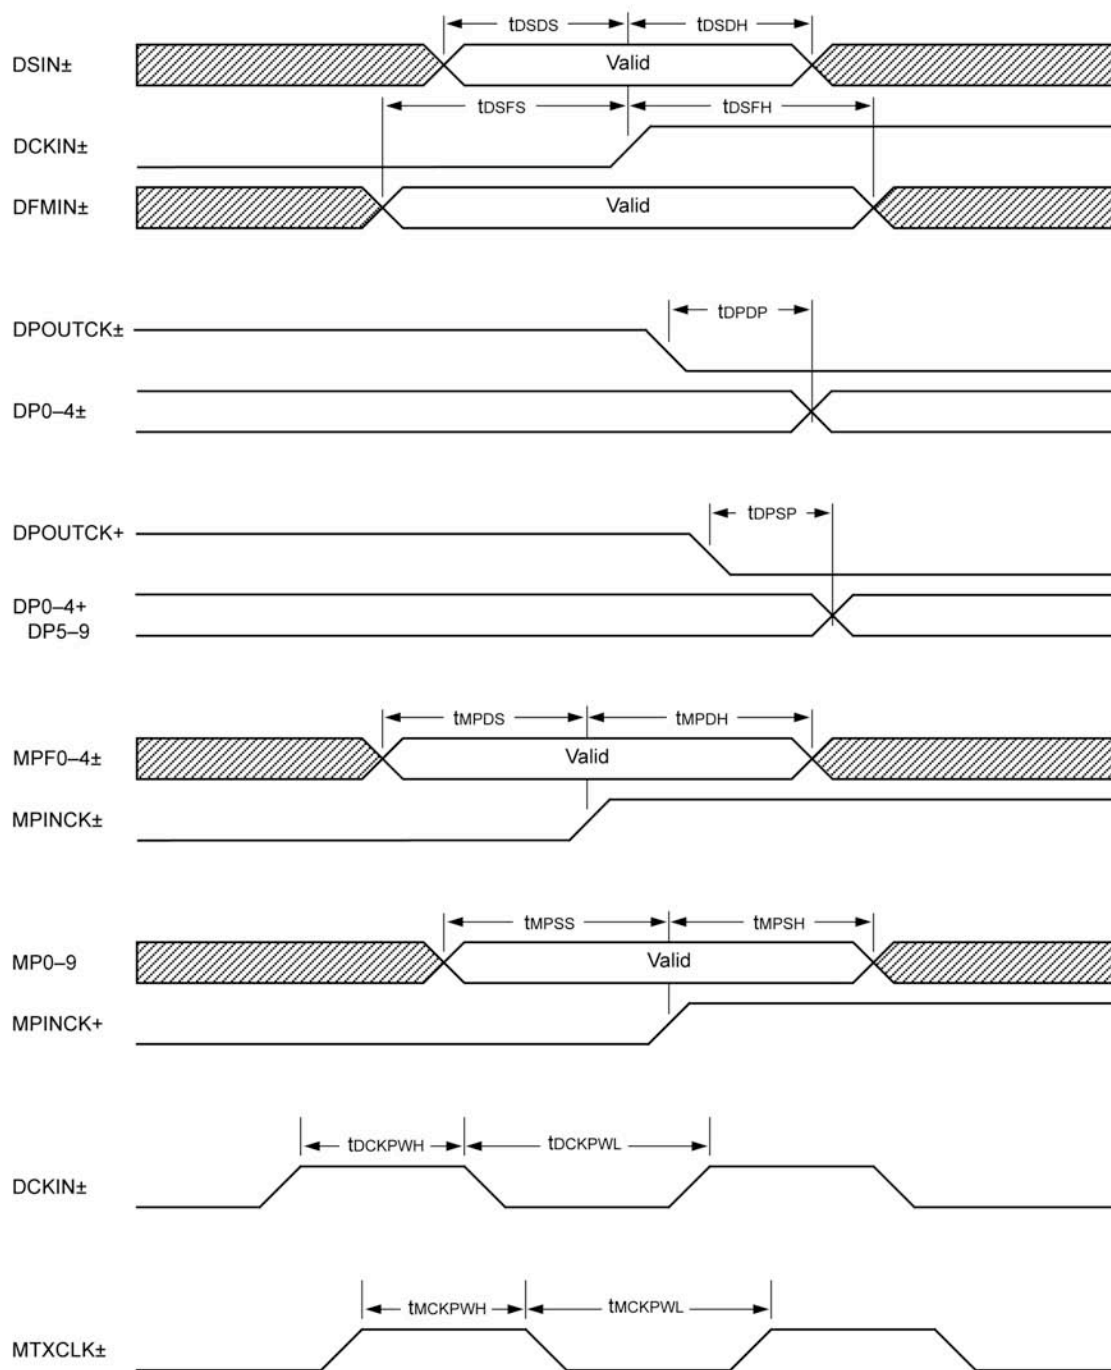 tDSDS tDSDH
DSIN± Valid
tDSFS tDSFH
DCKIN±
DFMIN± Valid
tDPDP
DPOUTCK±
DP0–4±
tDPSP
DPOUTCK+
DP0–4+
DP5–9
tMPDS tMPDH
MPF0–4± Valid
MPINCK±
tMPSS tMPSH
MP0–9 Valid
MPINCK+
tDCKPWH tDCKPWL
DCKIN±
tMCKPWH tMCKPWL
MTXCLK±